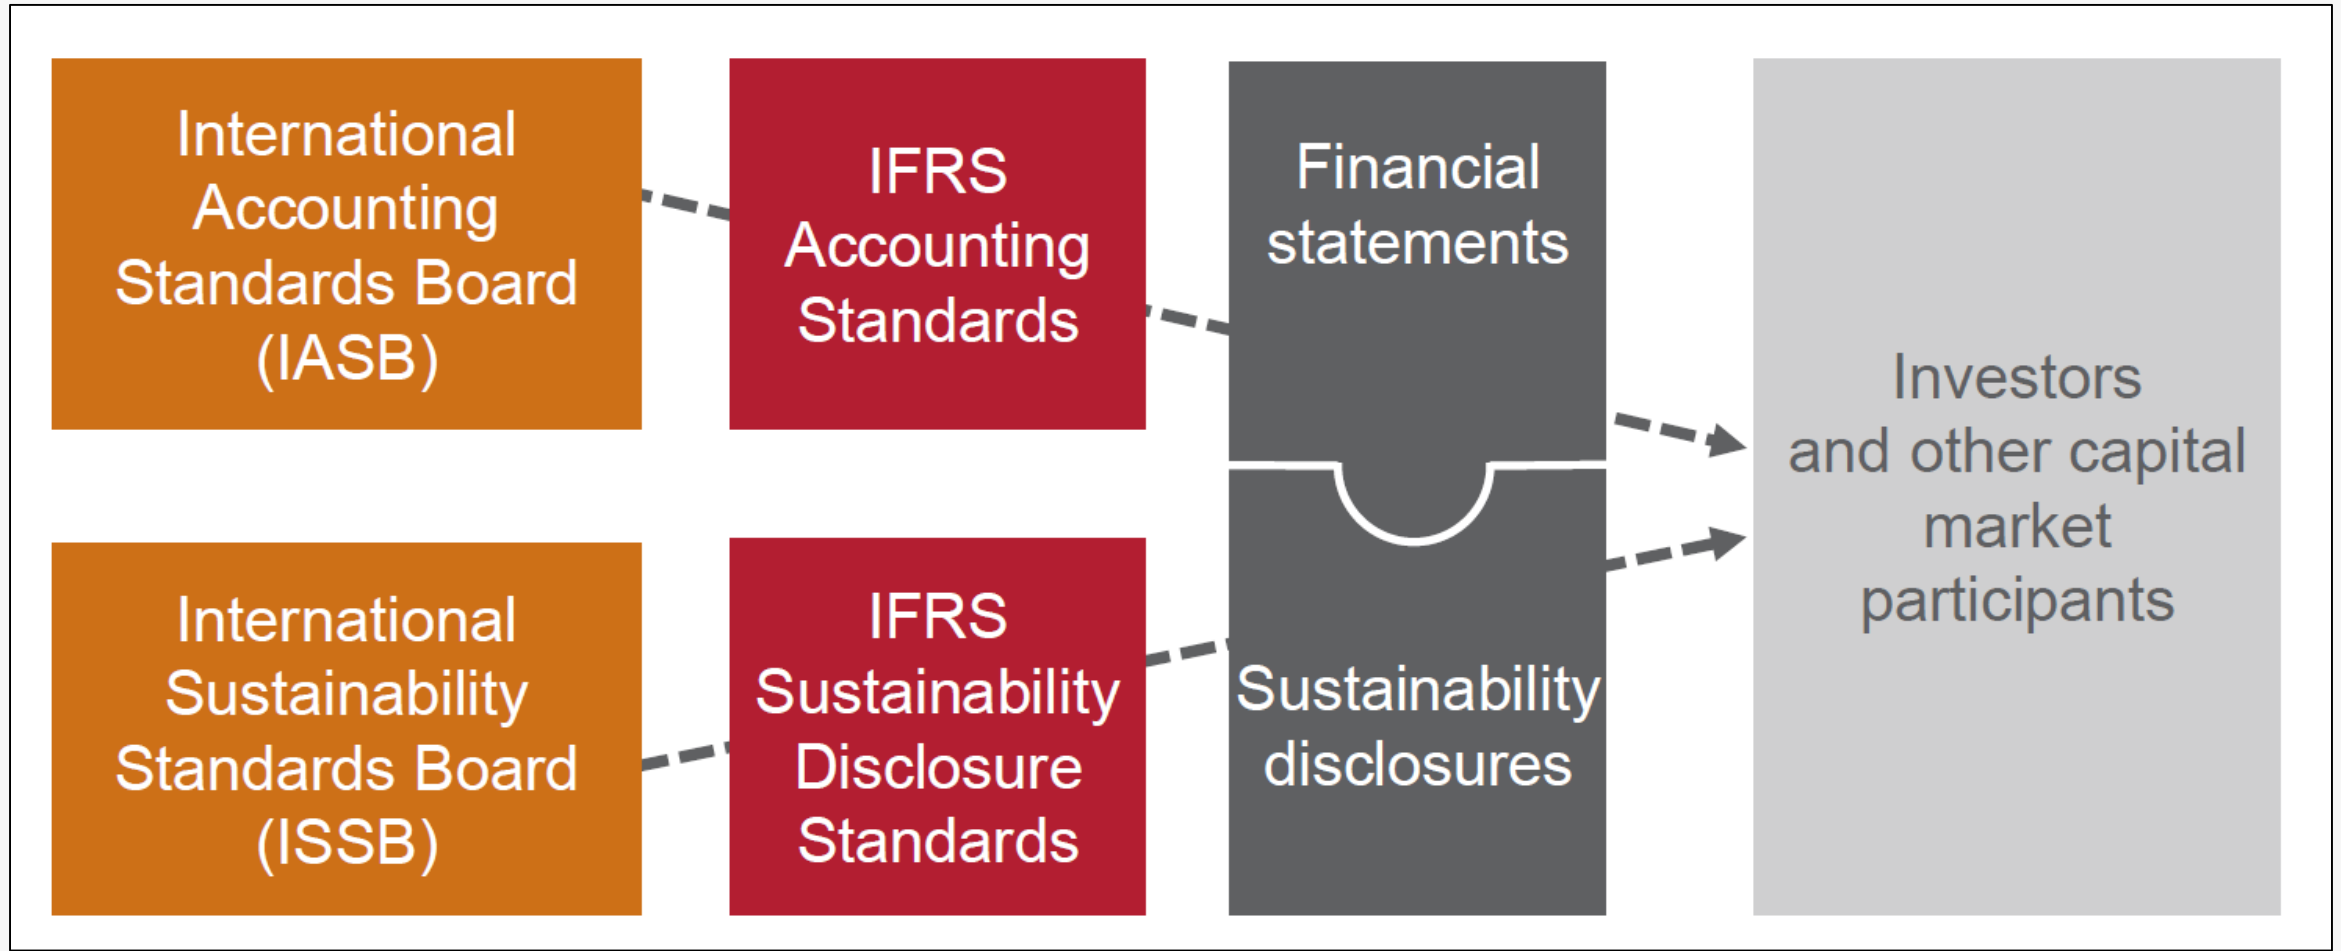 International
Accounting
Standards Board
(IASB)
IFRS
Accounting
Standards
Financial
statements
International
Sustainability
Standards Board
(ISSB)
IFRS
Sustainability
Disclosure
Standards
Sustainability
disclosures
Investors
and other capital
market
participants